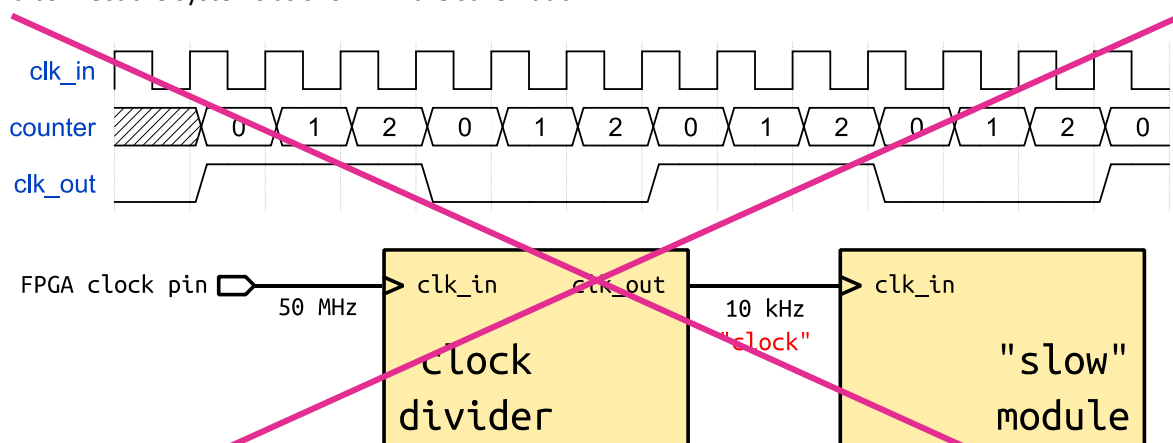 clk_in
counter 0 1 2 0 1 2 0 1 2 0 1 2 0
clk_out
FPGA clock pin 50 MHz clk_in clk_out 10 kHz clk_in
"clock"
clock "slow"
divider module